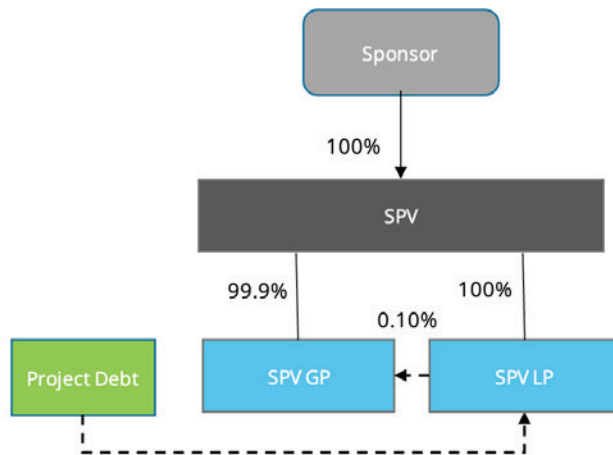 Sponsor
100%
SPV
99.9%
100%
0.10%
Project Debt
SPV GP
SPV LP